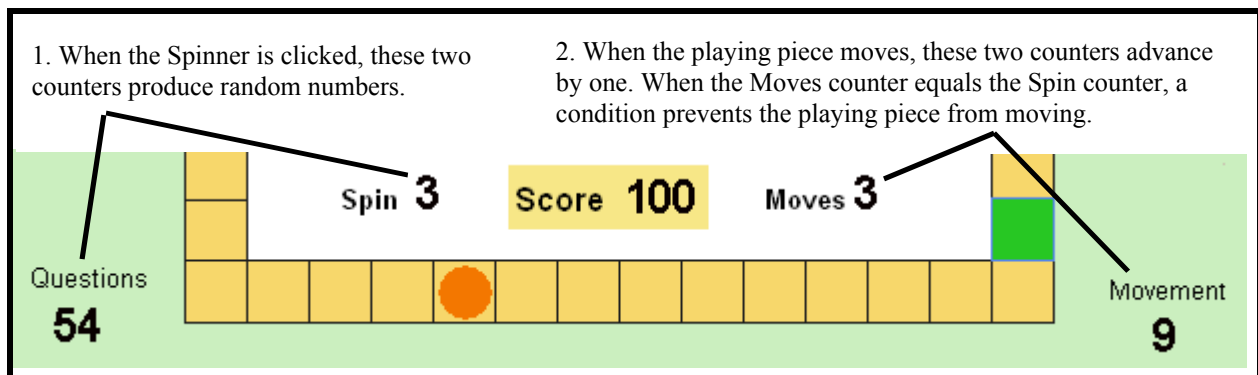 1. When the Spinner is clicked, these two
counters produce random numbers.
2. When the playing piece moves, these two counters advance
by one. When the Moves counter equals the Spin counter, a
condition prevents the playing piece from moving.
Spin 3
Score 100
Moves 3
Questions
54
Movement
9